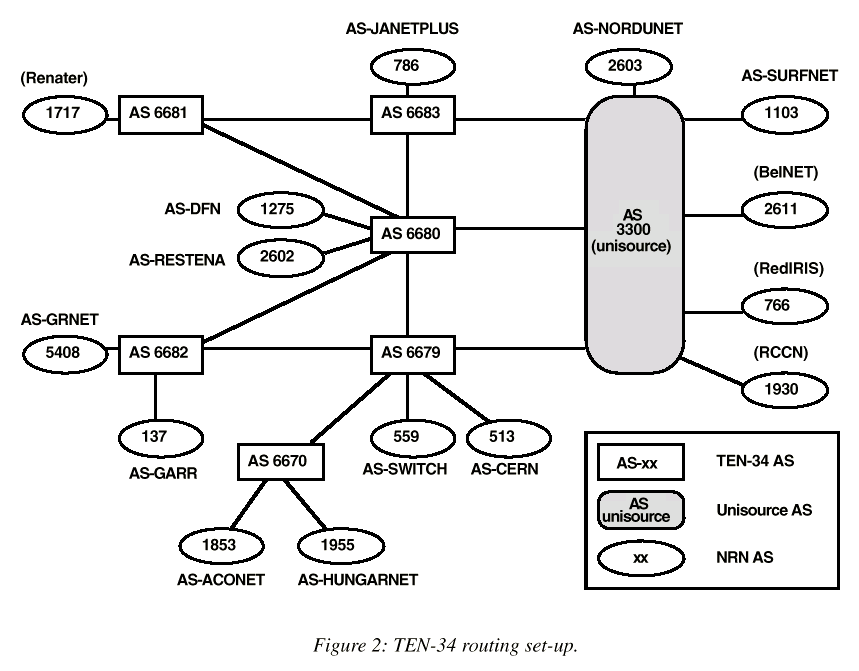 AS-JANETPLUS
AS-NORDUNET
786
2603
(Renater)
AS-SURFNET
1717
AS 6681
AS 6683
1103
(BelNET)
AS-DFN
1275
2611
AS 6680
AS
3300
(unisource)
AS-RESTENA
2602
(RedIRIS)
766
AS-GRNET
5408
AS 6682
AS 6679
(RCCN)
1930
137
559
513
AS-GARR
AS 6670
AS-SWITCH
AS-CERN
AS-xx
TEN-34 AS
AS
unisource
Unisource AS
1853
1955
xx
NRN AS
AS-ACONET
AS-HUNGARNET
Figure 2: TEN-34 routing set-up.